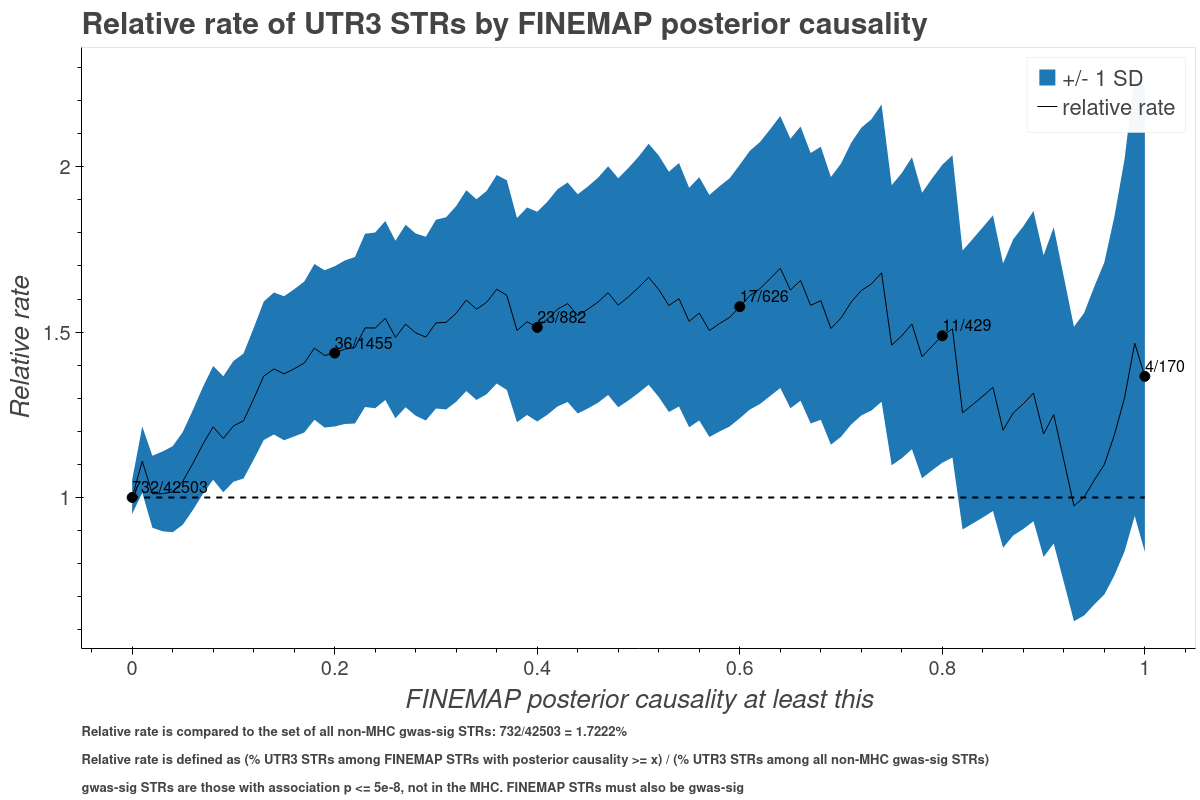 Relative rate of UTR3 STRs by FINEMAP posterior causality
+/- 1 SD
relative rate
2
1.5
1
Relative rate
732/42503
36/1455
23/882
17/626
11/429
4/170
0
0.2
0.4
0.6
0.8
1
FINEMAP posterior causality at least this
Relative rate is compared to the set of all non-MHC gwas-sig STRs: 732/42503 = 1.7222%
Relative rate is defined as (% UTR3 STRs among FINEMAP STRs with posterior causality >= x) / (% UTR3 STRs among all non-MHC gwas-sig STRs)
gwas-sig STRs are those with association p <= 5e-8, not in the MHC. FINEMAP STRs must also be gwas-sig